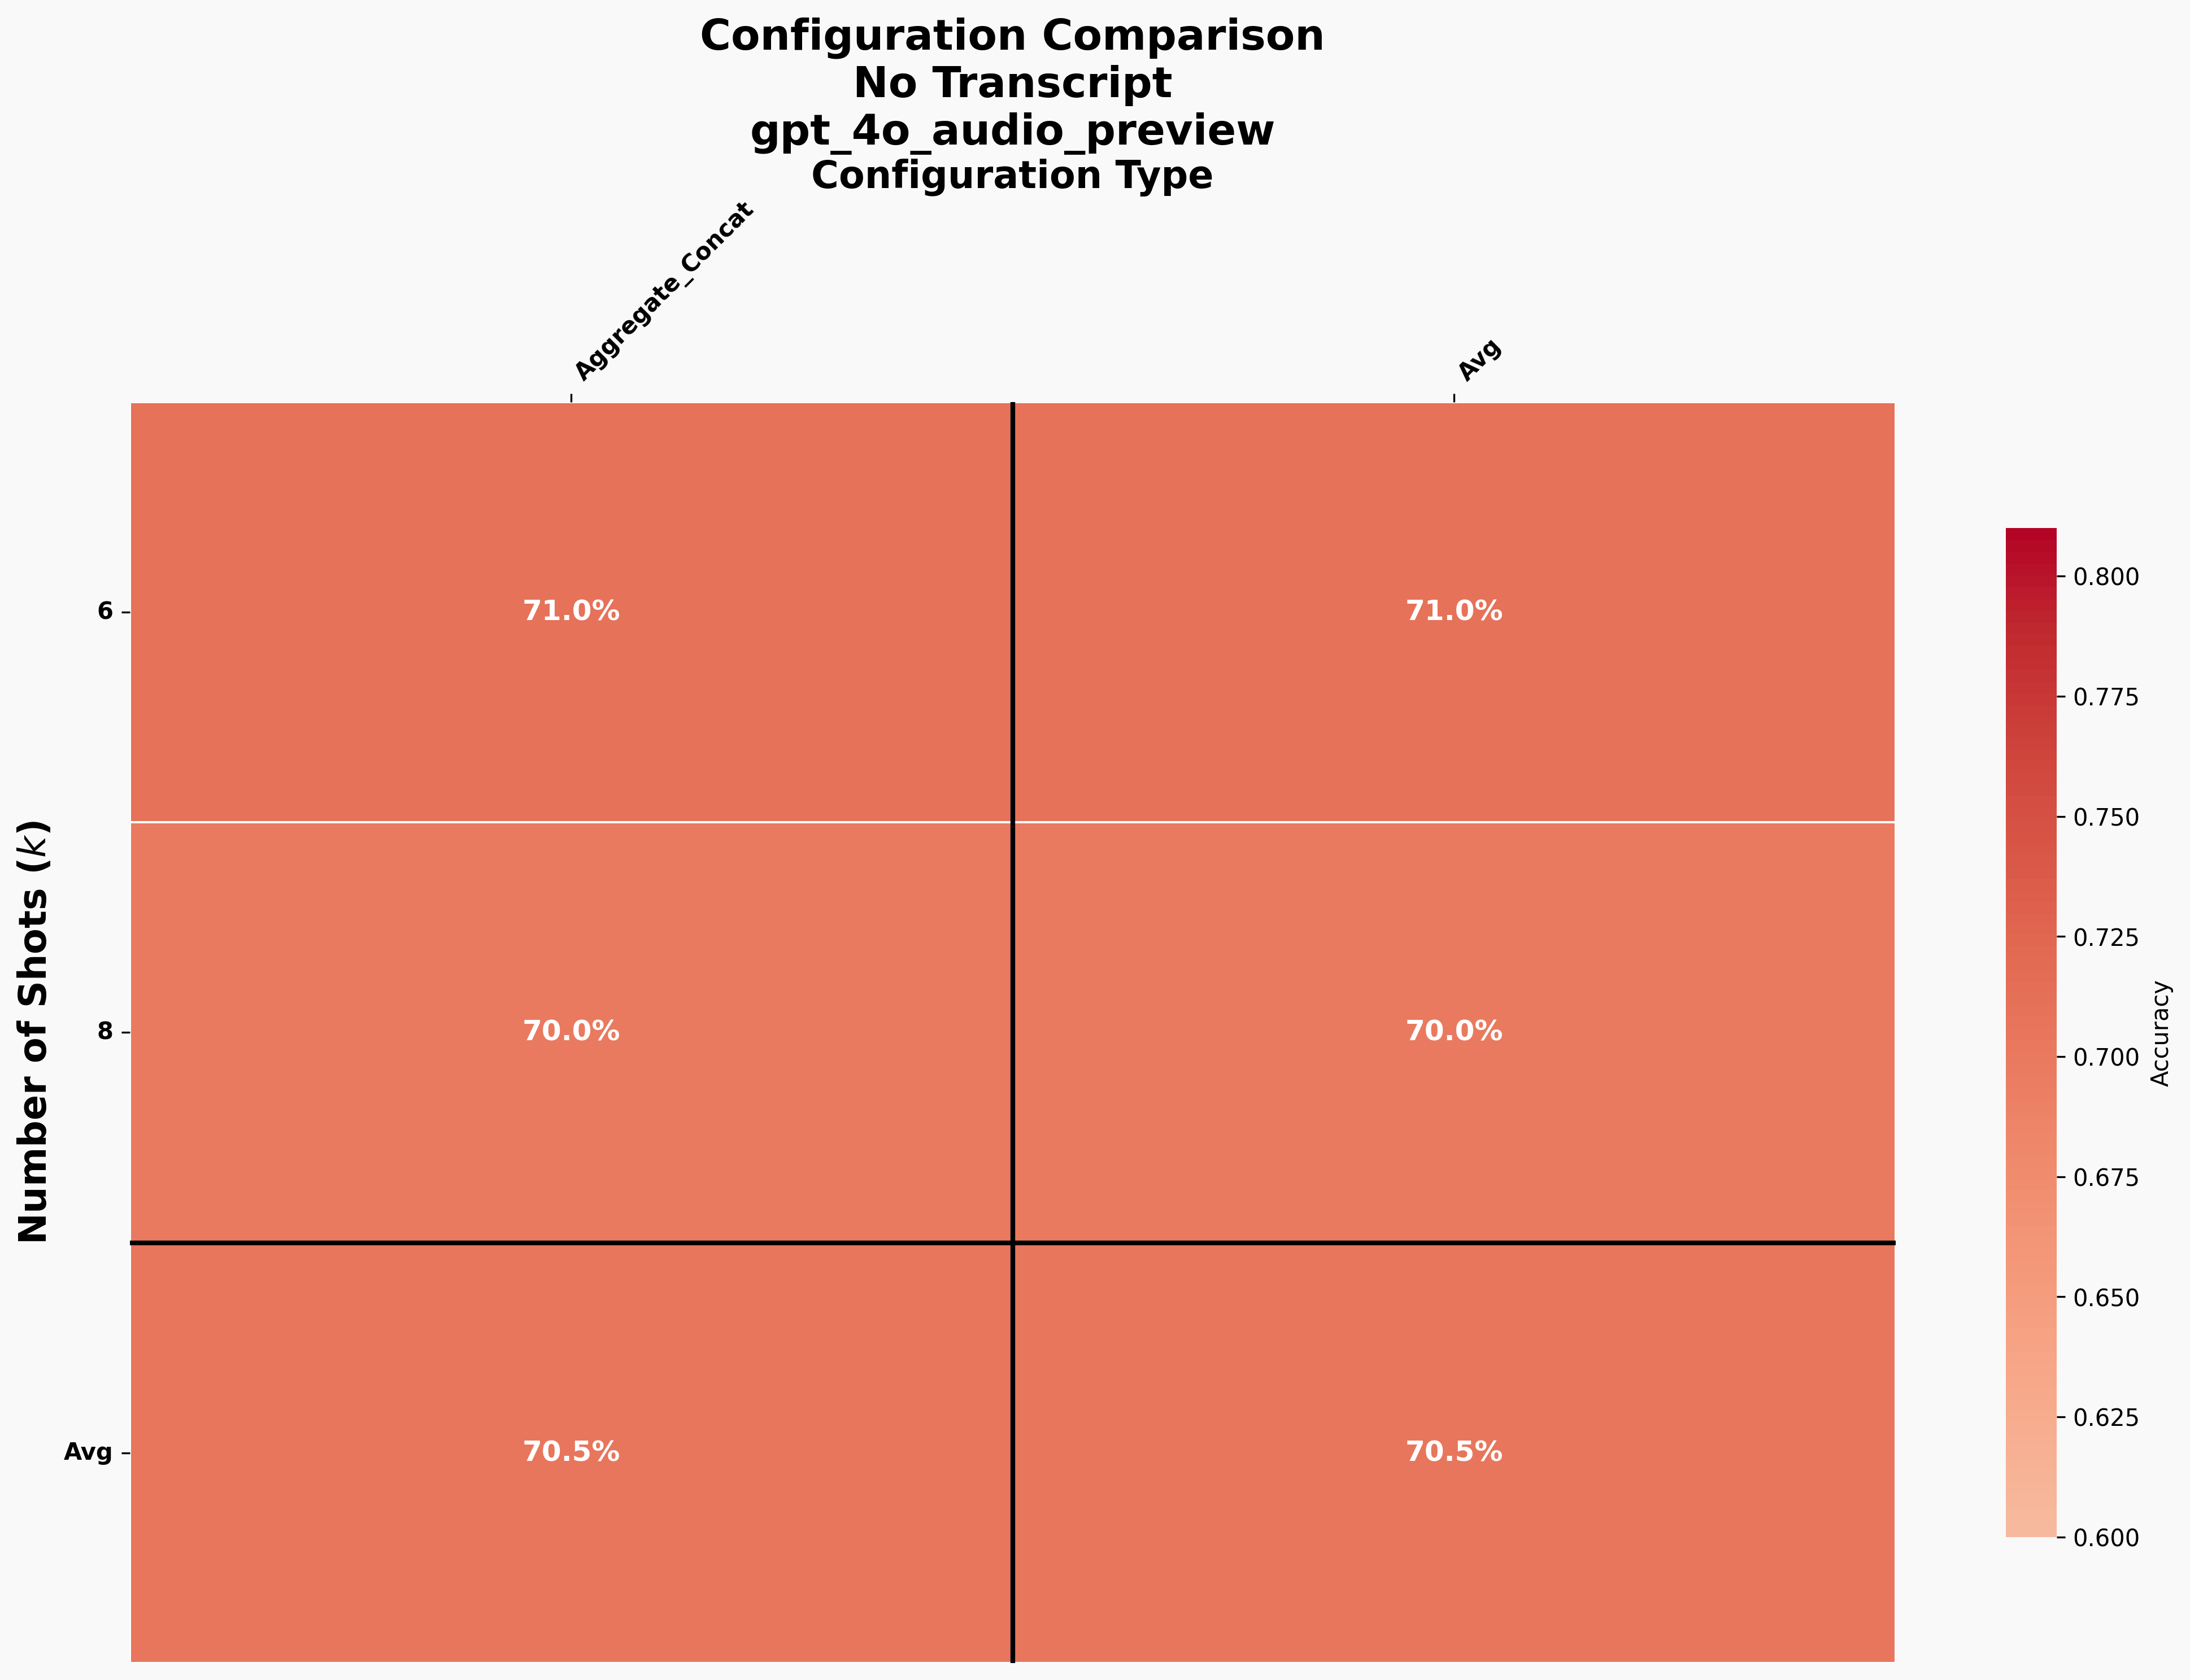 Configuration Comparison
No Transcript
gpt_4o_audio_preview
Configuration Type
Aggregate_Concat
Avg
Number of Shots (k)
6
71.0%
71.0%
8
70.0%
70.0%
Avg
70.5%
70.5%
0.800
0.775
0.750
0.725
0.700
0.675
0.650
0.625
0.600
Accuracy